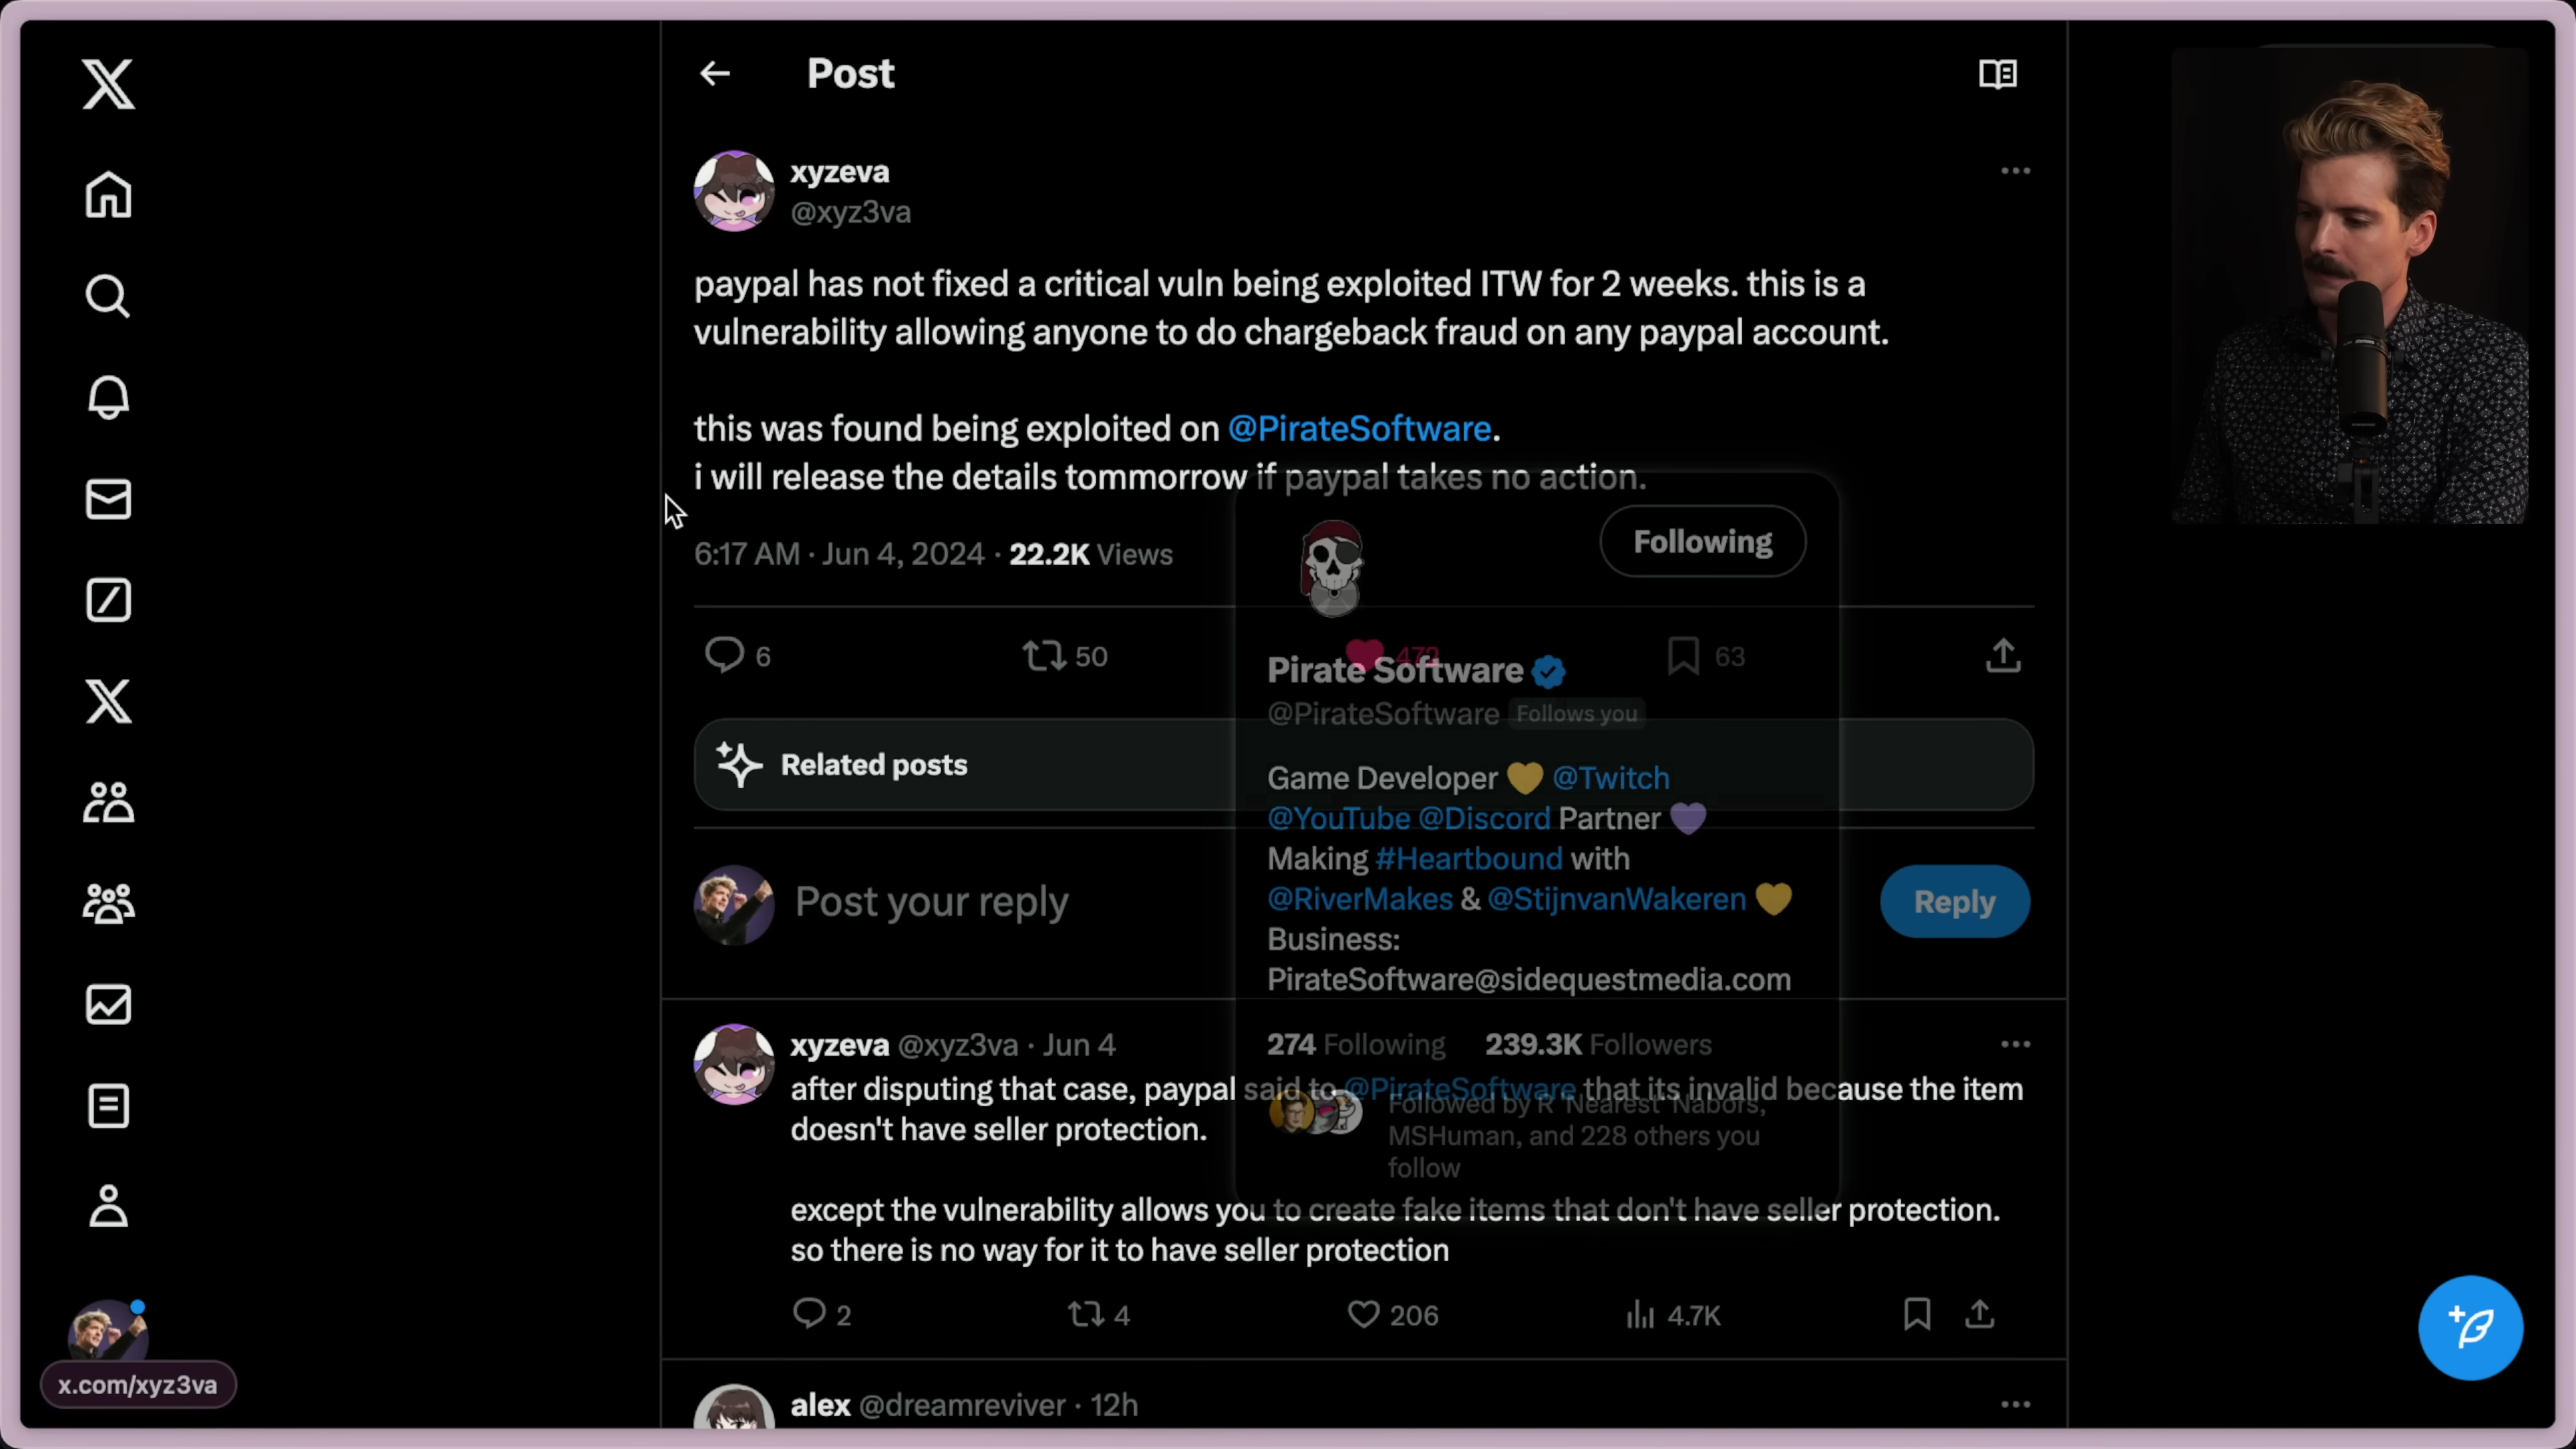 Post
xyzeva
@xyz3va
paypal has not fixed a critical vuln being exploited ITW for 2 weeks. this is a
vulnerability allowing anyone to do chargeback fraud on any paypal account.
this was found being exploited on @PirateSoftware.
i will release the details tommorrow if paypal takes no action.
6:17 AM · Jun 4, 2024 · 22.2K Views
Following
6
50
472
63
Pirate Software
@PirateSoftware Follows you
Related posts
Game Developer 💛 @Twitch
@YouTube @Discord Partner 💜
Making #Heartbound with
@RiverMakes & @StijnvanWakeren 💛
Business:
PirateSoftware@sidequestmedia.com
Post your reply
Reply
274 Following 239.3K Followers
Followed by R "Nearest" Nabors,
MSHuman, and 228 others you
follow
xyzeva @xyz3va · Jun 4
after disputing that case, paypal said to @PirateSoftware that its invalid because the item
doesn't have seller protection.
except the vulnerability allows you to create fake items that don't have seller protection.
so there is no way for it to have seller protection
2
4
206
4.7K
alex @dreamreviver · 12h
x.com/xyz3va